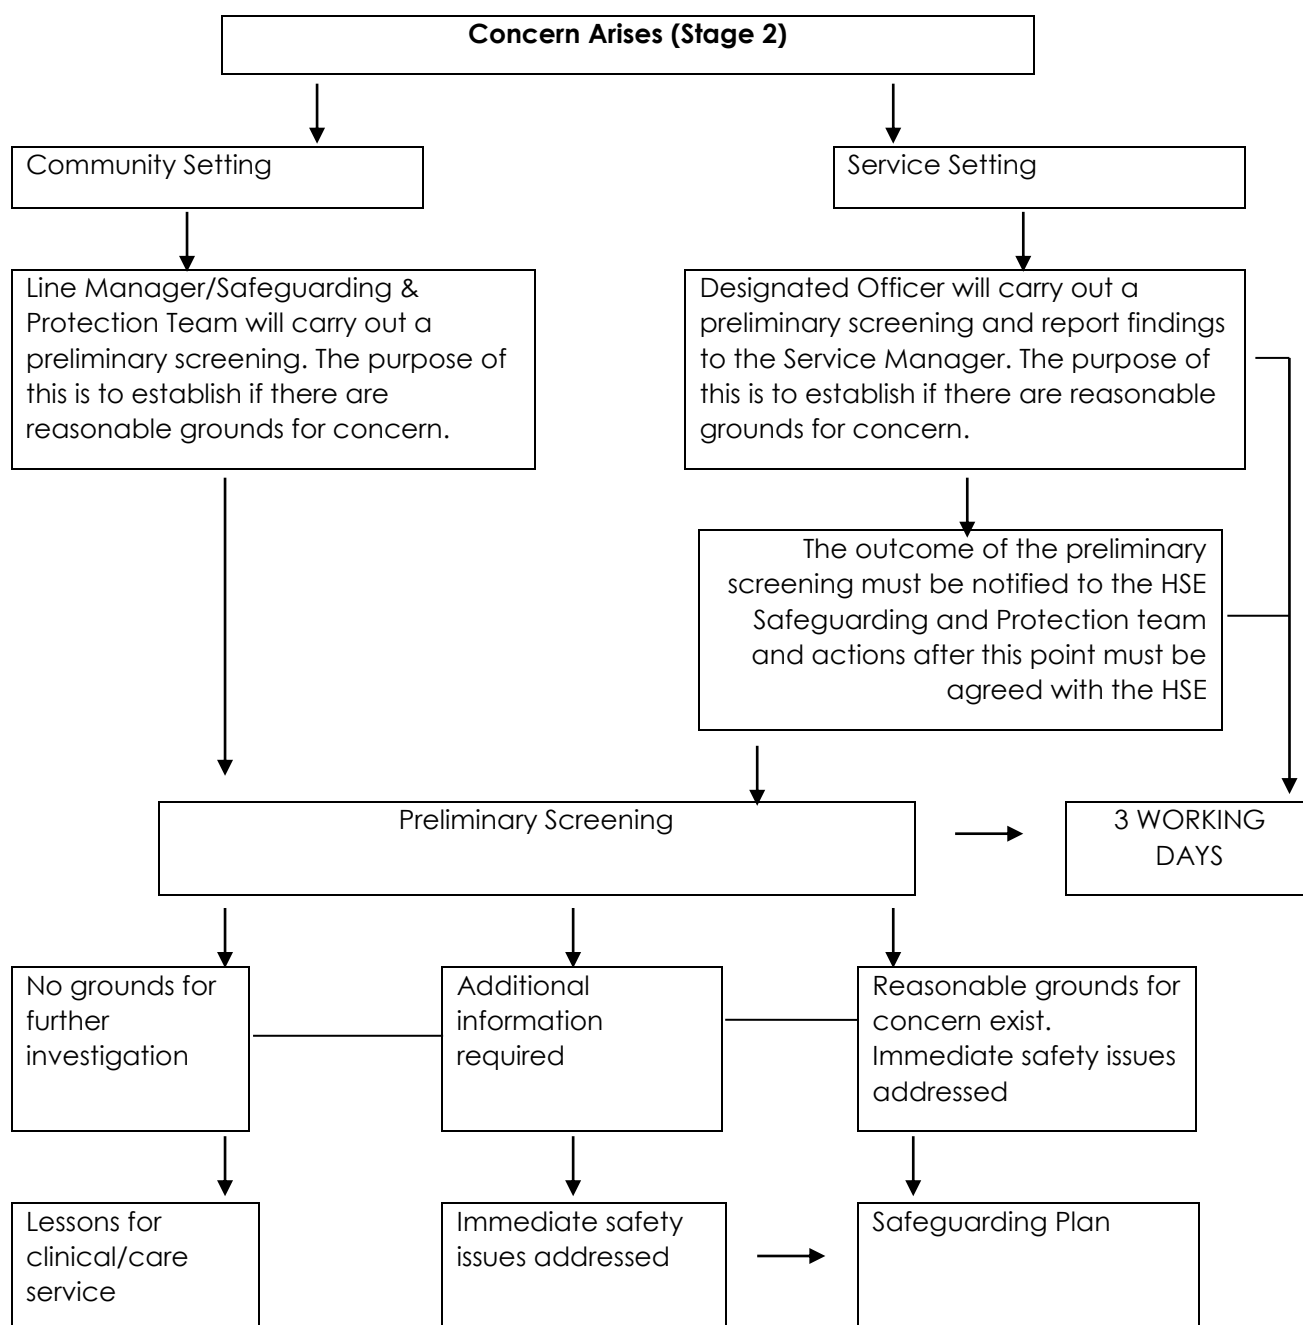 Concern Arises (Stage 2)
Community Setting
Service Setting
Line Manager/Safeguarding &
Protection Team will carry out a
preliminary screening. The purpose of
this is to establish if there are
reasonable grounds for concern.
Designated Officer will carry out a
preliminary screening and report findings
to the Service Manager. The purpose of
this is to establish if there are reasonable
grounds for concern.
The outcome of the preliminary
screening must be notified to the HSE
Safeguarding and Protection team
and actions after this point must be
agreed with the HSE
Preliminary Screening
3 WORKING
DAYS
No grounds for
further
investigation
Additional
information
required
Reasonable grounds for
concern exist.
Immediate safety issues
addressed
Lessons for
clinical/care
service
Immediate safety
issues addressed
Safeguarding Plan